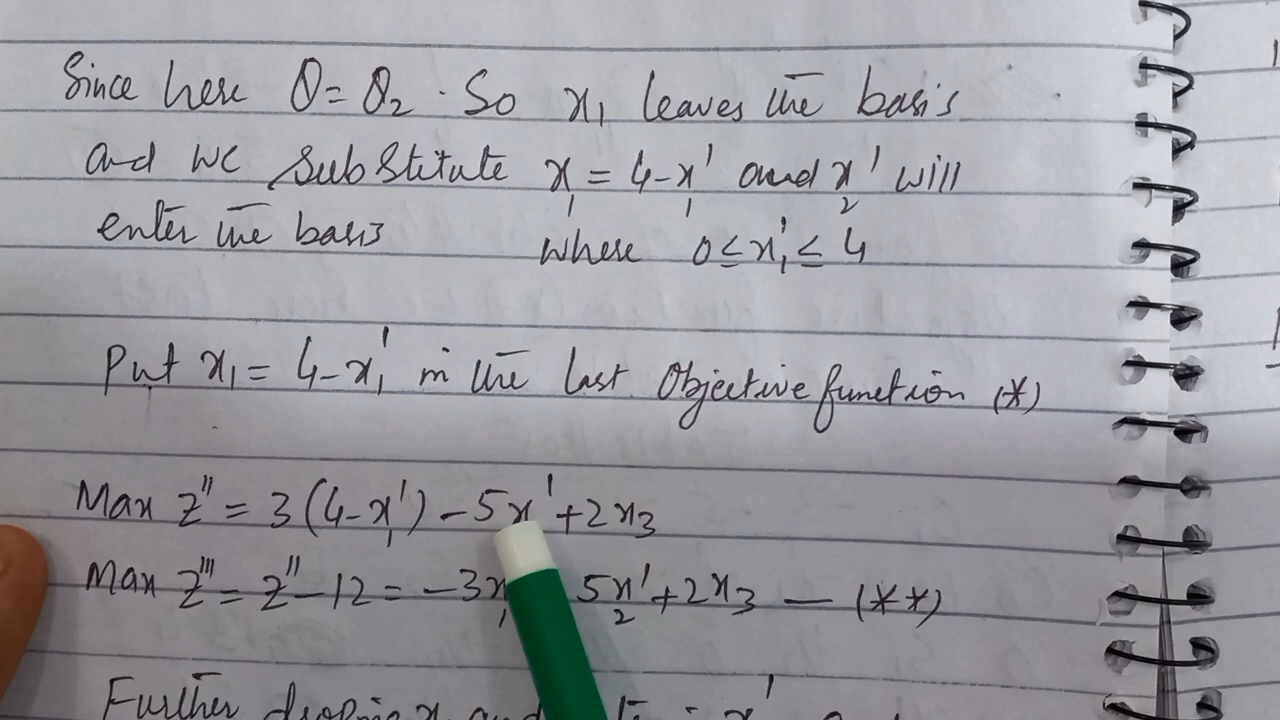 Since here θ = θ₂ . So x₁ leaves the basis
and we substitute x₁ = 4-x₁' and x₂' will
enter the basis where 0 ≤ x₁' ≤ 4
Put x₁ = 4-x₁' in the last Objective function (*)
Max Z'' = 3(4-x₁') - 5x' + 2x₃
Max Z''' = Z'' - 12 = -3x₁ 5x₂' + 2x₃ — (**)
Further